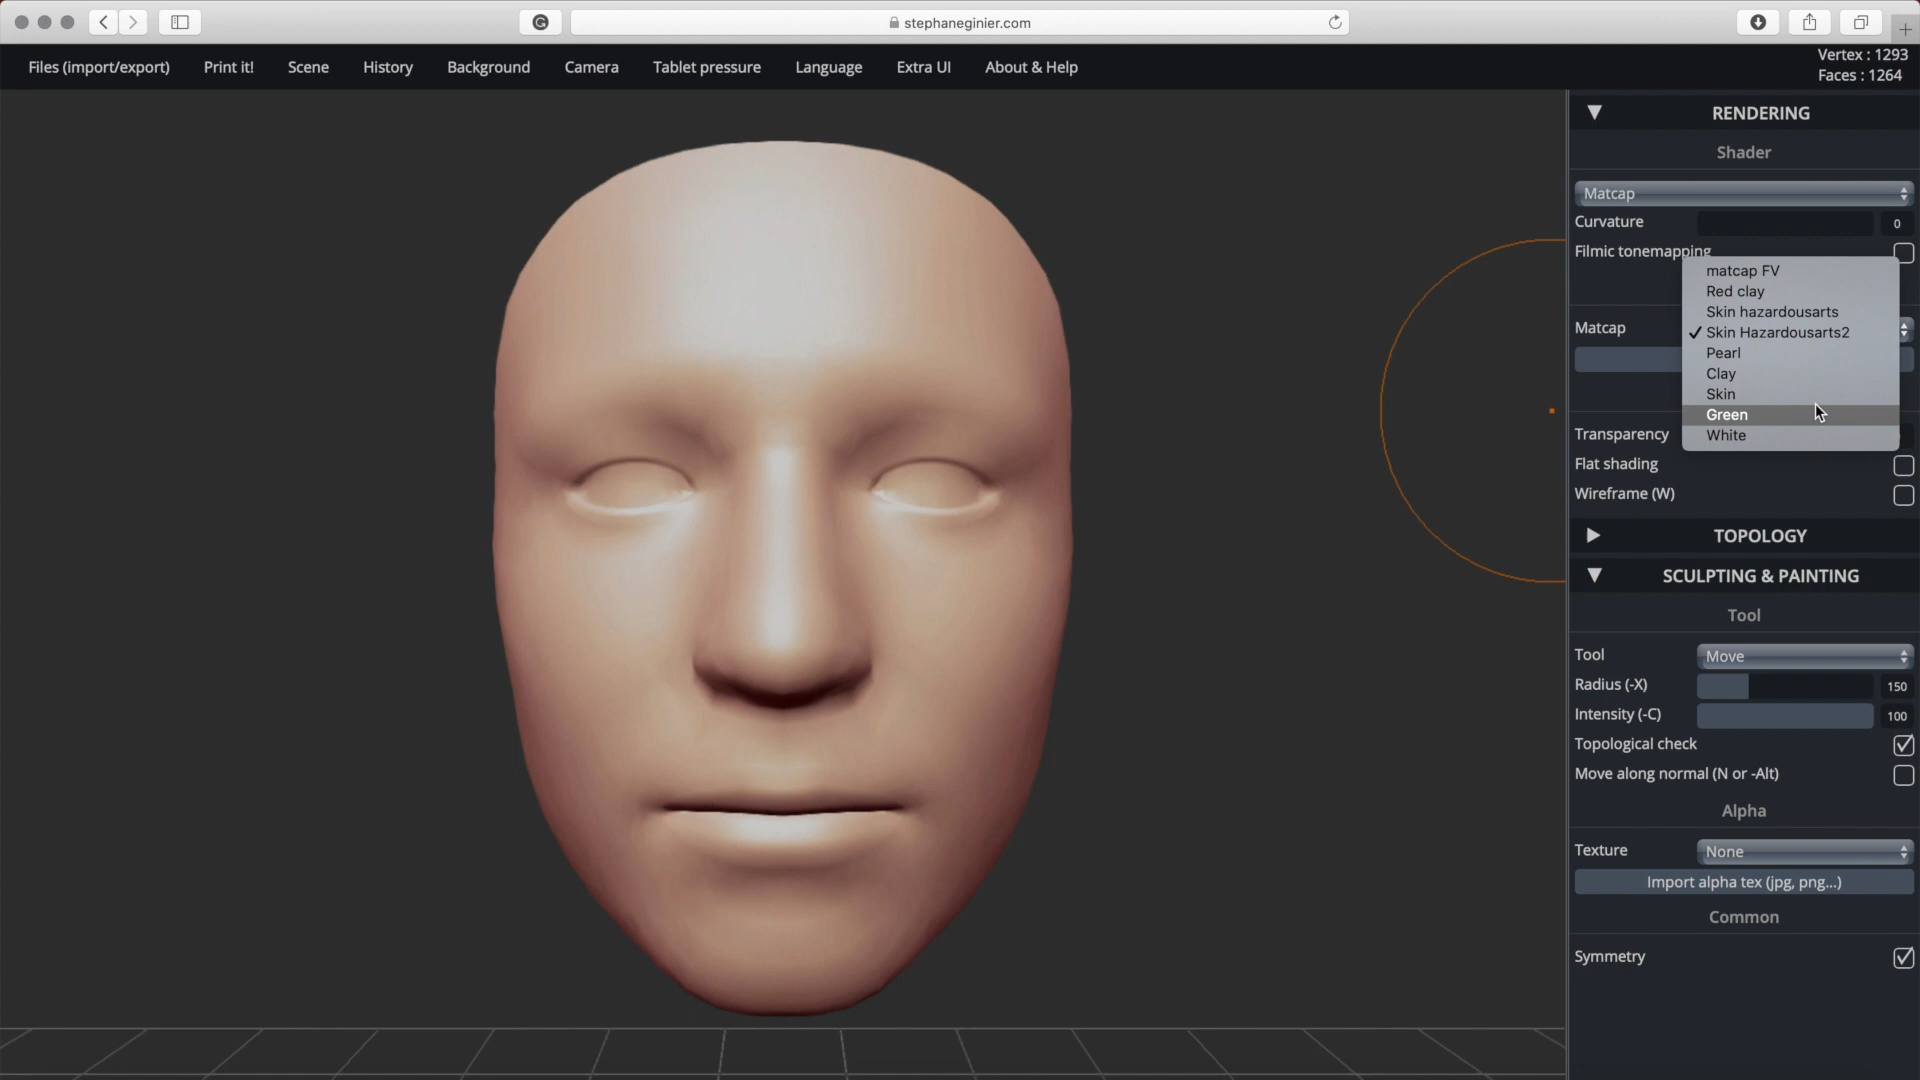 stephaneginier.com
Files (import/export) Print it! Scene History Background Camera Tablet pressure Language Extra UI About & Help
Vertex : 1293
Faces : 1264
RENDERING
Shader
Matcap
Curvature 0
Filmic tonemapping
matcap FV
Red clay
Skin hazardousarts
Matcap
✓ Skin Hazardousarts2
Pearl
Clay
Skin
Green
White
Transparency
Flat shading
Wireframe (W)
TOPOLOGY
SCULPTING & PAINTING
Tool
Tool Move
Radius (-X) 150
Intensity (-C) 100
Topological check
Move along normal (N or -Alt)
Alpha
Texture None
Import alpha tex (jpg, png...)
Common
Symmetry